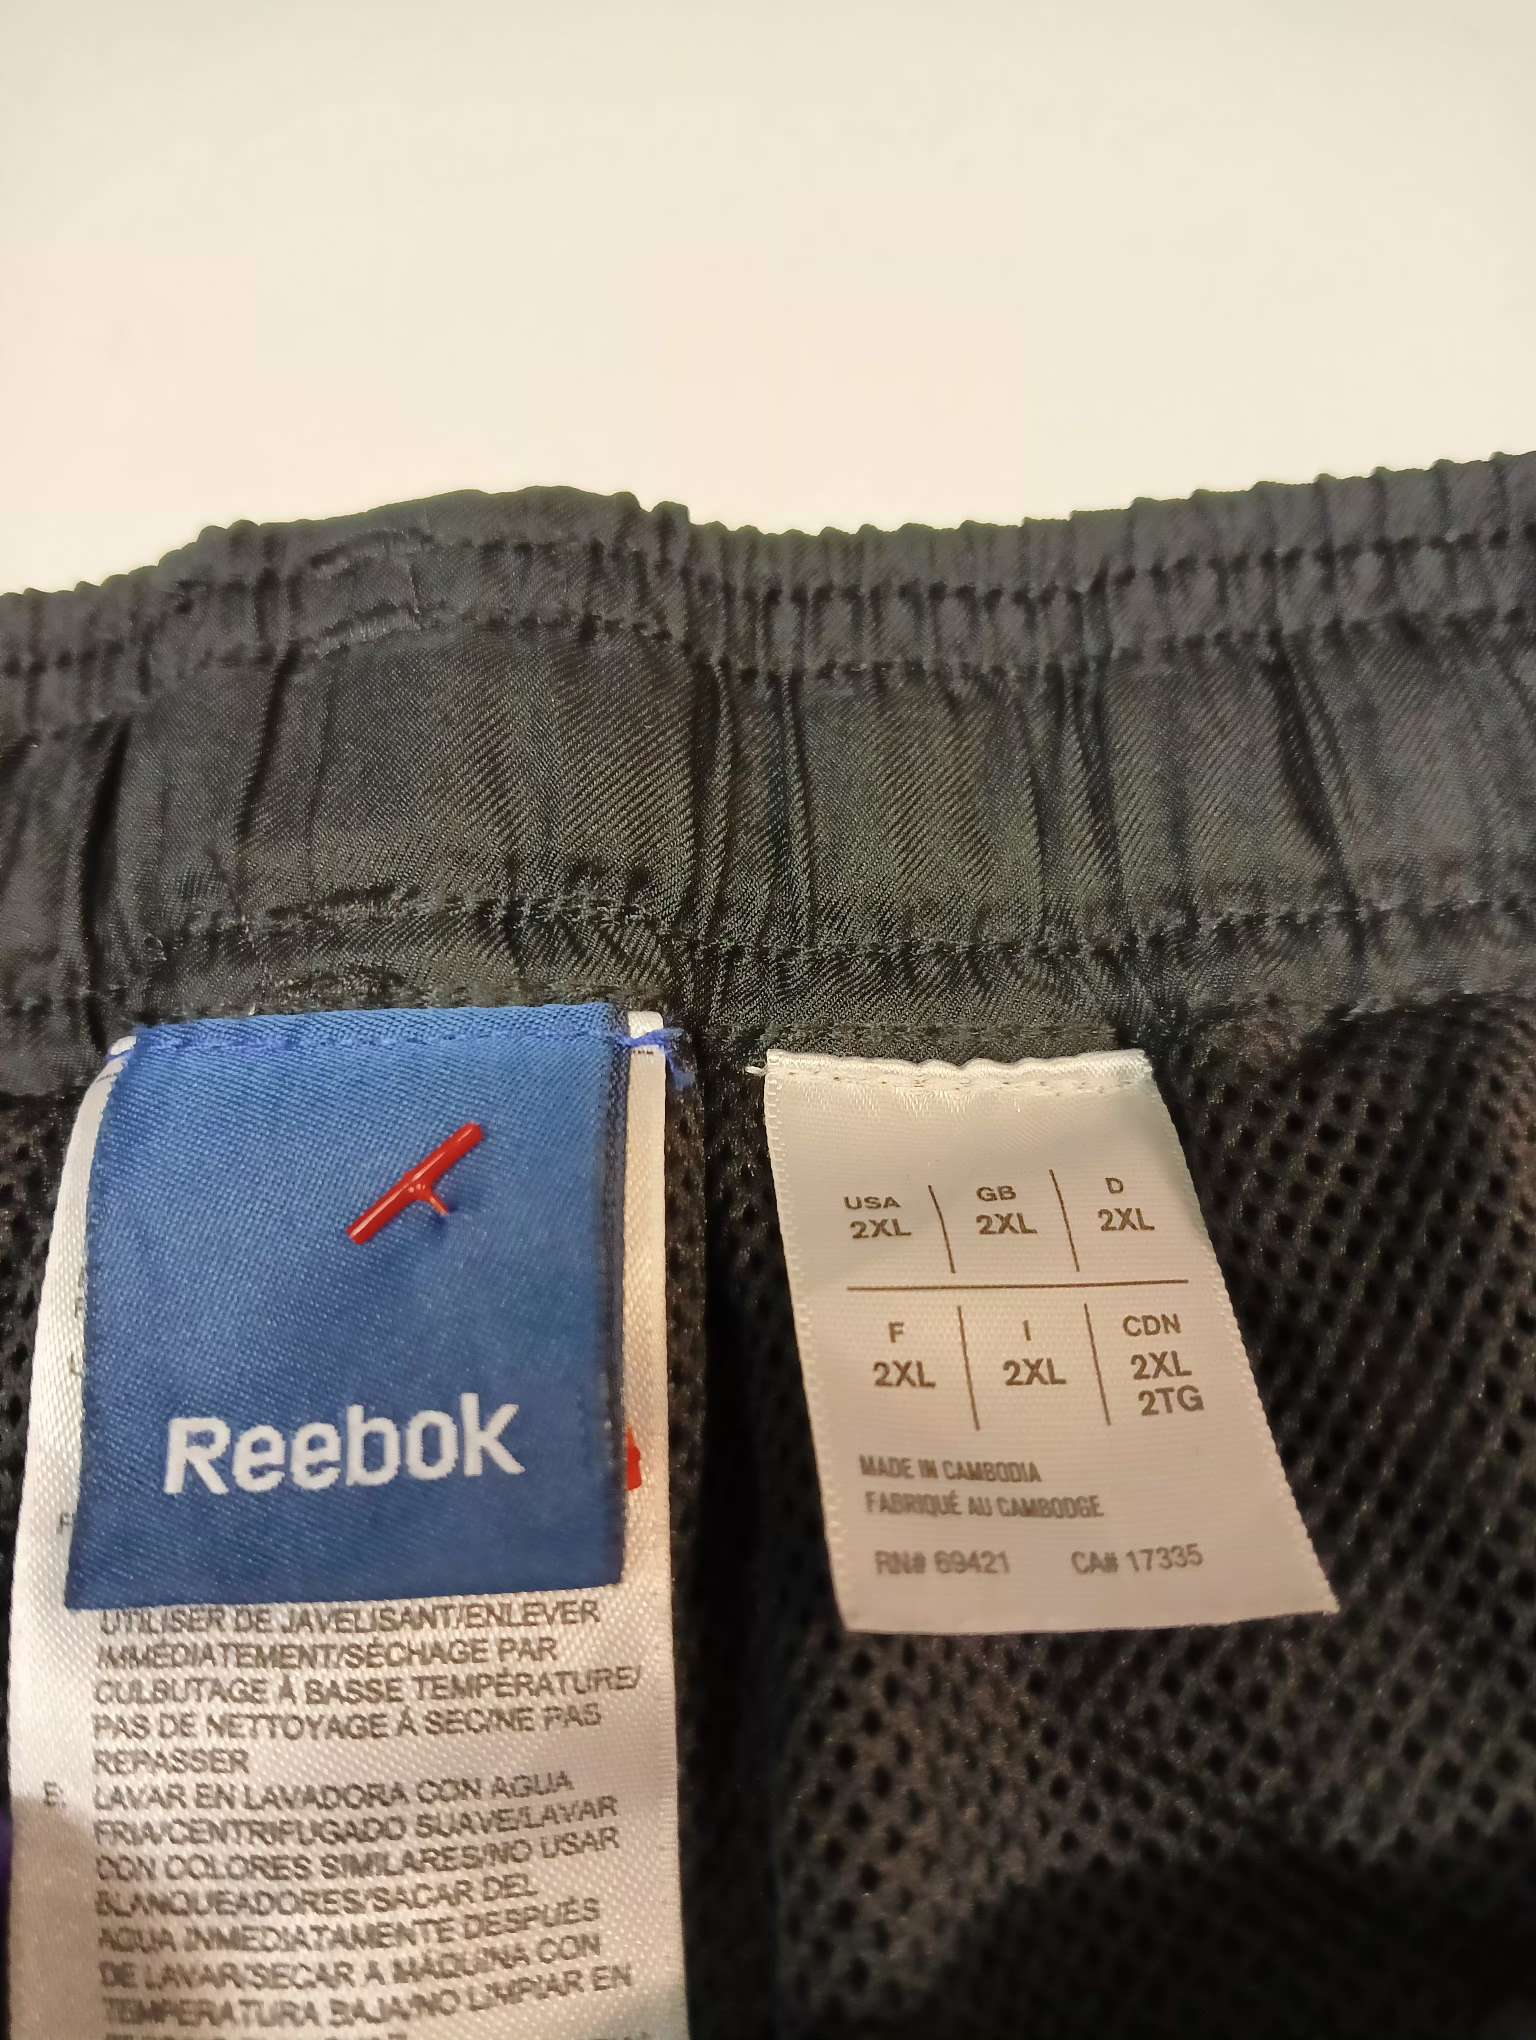 Reebok
UTILISER DE JAVELISANT/ENLEVER
IMMÉDIATEMENT/SÉCHAGE PAR
CULBUTAGE À BASSE TEMPÉRATURE/
PAS DE NETTOYAGE À SEC/NE PAS
REPASSER
E: LAVAR EN LAVADORA CON AGUA
FRIA/CENTRIFUGADO SUAVE/LAVAR
CON COLORES SIMILARES/NO USAR
BLANQUEADORES/SACAR DEL
AGUA INMEDIATAMENTE DESPUÉS
DE LAVAR/SECAR A MÁQUINA CON
TEMPERATURA BAJA/NO LIMPIAR EN
USA GB D
2XL 2XL 2XL
F I CDN
2XL 2XL 2XL
2TG
MADE IN CAMBODIA
FABRIQUÉ AU CAMBODGE
RN# 69421 CA# 17335